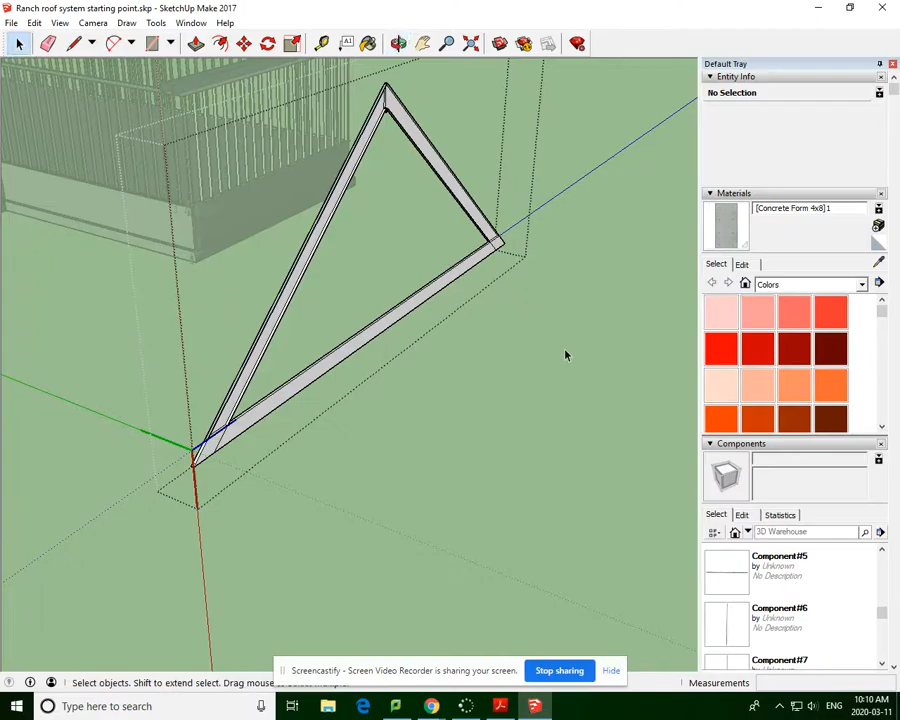 Ranch roof system starting point.skp - SketchUp Make 2017
File Edit View Camera Draw Tools Window Help
Default Tray
Entity Info
No Selection
Materials
[Concrete Form 4x8]1
Select Edit
Colors
Components
Select Edit Statistics
3D Warehouse
Component#5
by Unknown
No Description
Component#6
by Unknown
No Description
Component#7
by Unknown
Screencastify - Screen Video Recorder is sharing your screen. Stop sharing Hide
Select objects. Shift to extend select. Drag mouse
Measurements
Type here to search
ENG
10:10 AM
2020-03-11